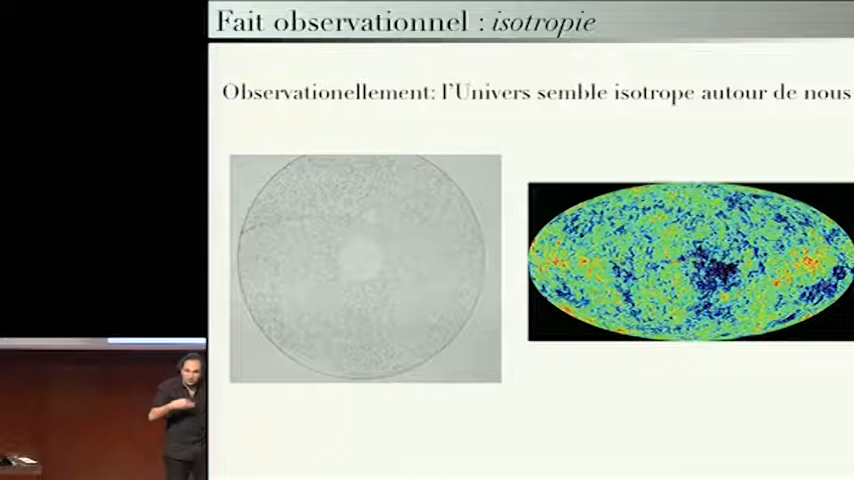 Fait observationnel : isotropie
Observationellement: l'Univers semble isotrope autour de nous